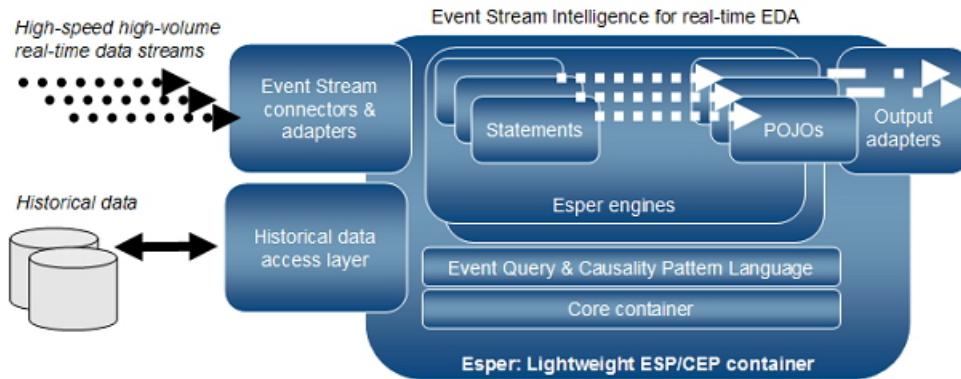 Event Stream Intelligence for real-time EDA
High-speed high-volume
real-time data streams
Event Stream
connectors &
adapters
Statements
POJOs
Output
adapters
Esper engines
Historical data
Historical data
access layer
Event Query & Causality Pattern Language
Core container
Esper: Lightweight ESP/CEP container